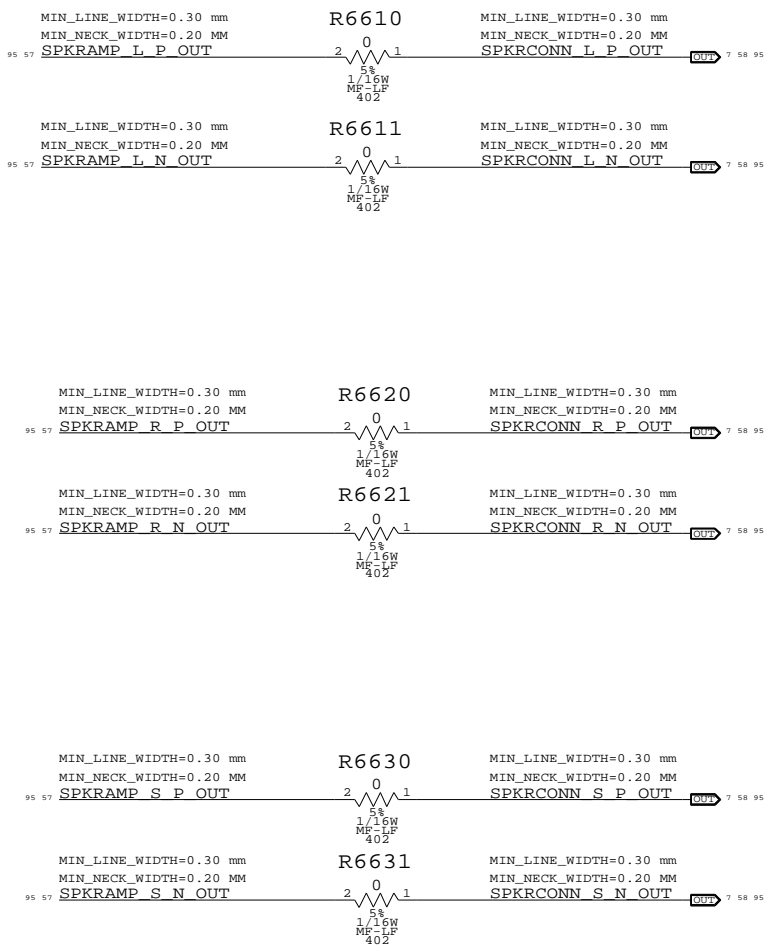 MIN_LINE_WIDTH=0.30 mm R6610 MIN_LINE_WIDTH=0.30 mm
MIN_NECK_WIDTH=0.20 MM 0 MIN_NECK_WIDTH=0.20 MM
95 57 SPKRAMP_L_P_OUT 2 1 SPKRCONN_L_P_OUT OUT 7 58 95
5%
1/16W
MF-LF
402
MIN_LINE_WIDTH=0.30 mm R6611 MIN_LINE_WIDTH=0.30 mm
MIN_NECK_WIDTH=0.20 MM 0 MIN_NECK_WIDTH=0.20 MM
95 57 SPKRAMP_L_N_OUT 2 1 SPKRCONN_L_N_OUT OUT 7 58 95
5%
1/16W
MF-LF
402
MIN_LINE_WIDTH=0.30 mm R6620 MIN_LINE_WIDTH=0.30 mm
MIN_NECK_WIDTH=0.20 MM 0 MIN_NECK_WIDTH=0.20 MM
95 57 SPKRAMP_R_P_OUT 2 1 SPKRCONN_R_P_OUT OUT 7 58 95
5%
1/16W
MF-LF
402
MIN_LINE_WIDTH=0.30 mm R6621 MIN_LINE_WIDTH=0.30 mm
MIN_NECK_WIDTH=0.20 MM 0 MIN_NECK_WIDTH=0.20 MM
95 57 SPKRAMP_R_N_OUT 2 1 SPKRCONN_R_N_OUT OUT 7 58 95
5%
1/16W
MF-LF
402
MIN_LINE_WIDTH=0.30 mm R6630 MIN_LINE_WIDTH=0.30 mm
MIN_NECK_WIDTH=0.20 MM 0 MIN_NECK_WIDTH=0.20 MM
95 57 SPKRAMP_S_P_OUT 2 1 SPKRCONN_S_P_OUT OUT 7 58 95
5%
1/16W
MF-LF
402
MIN_LINE_WIDTH=0.30 mm R6631 MIN_LINE_WIDTH=0.30 mm
MIN_NECK_WIDTH=0.20 MM 0 MIN_NECK_WIDTH=0.20 MM
95 57 SPKRAMP_S_N_OUT 2 1 SPKRCONN_S_N_OUT OUT 7 58 95
5%
1/16W
MF-LF
402